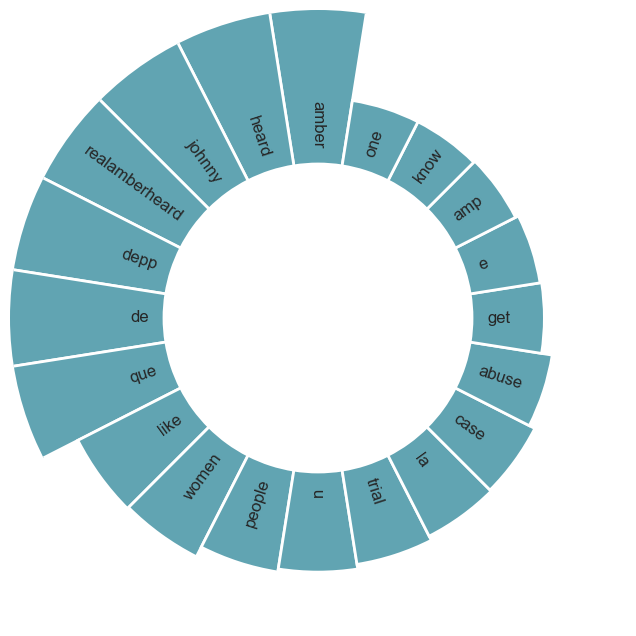 amber
heard
johnny
realamberheard
depp
de
que
like
women
people
u
trial
la
case
abuse
get
e
amp
know
one